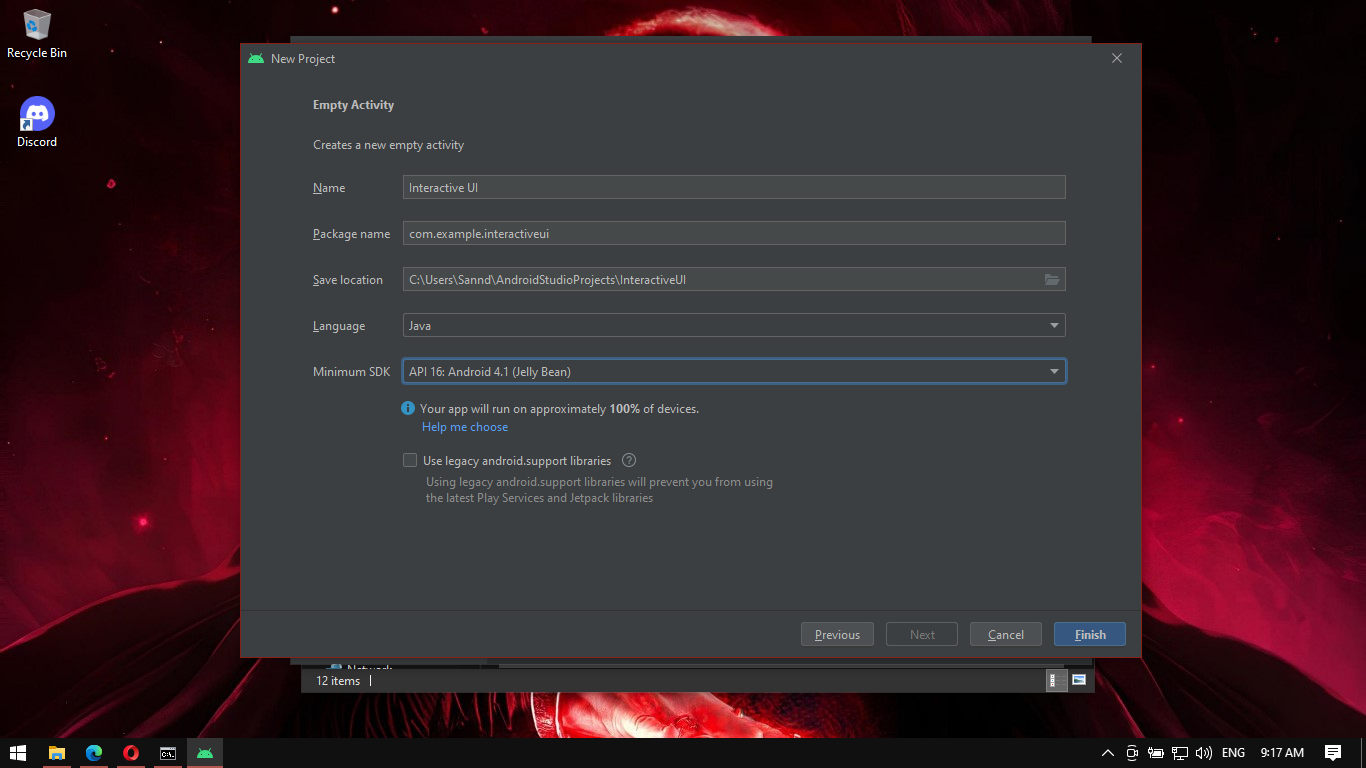 Recycle Bin
Discord
New Project
Empty Activity
Creates a new empty activity
Name
Interactive UI
Package name
com.example.interactiveui
Save location
C:\Users\Sannd\AndroidStudioProjects\InteractiveUI
Language
Java
Minimum SDK
API 16: Android 4.1 (Jelly Bean)
Your app will run on approximately 100% of devices.
Help me choose
Use legacy android.support libraries
Using legacy android.support libraries will prevent you from using
the latest Play Services and Jetpack libraries
Previous
Next
Cancel
Finish
Network
12 items
ENG
9:17 AM